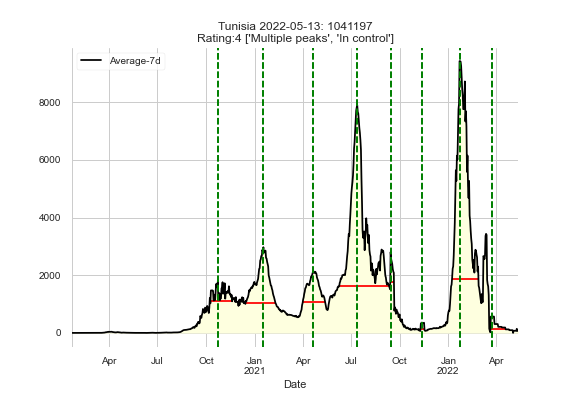 Tunisia 2022-05-13: 1041197
Rating:4 ['Multiple peaks', 'In control']
Average-7d
8000
6000
4000
2000
0
Apr Jul Oct Jan Apr Jul Oct Jan Apr
2021 2022
Date